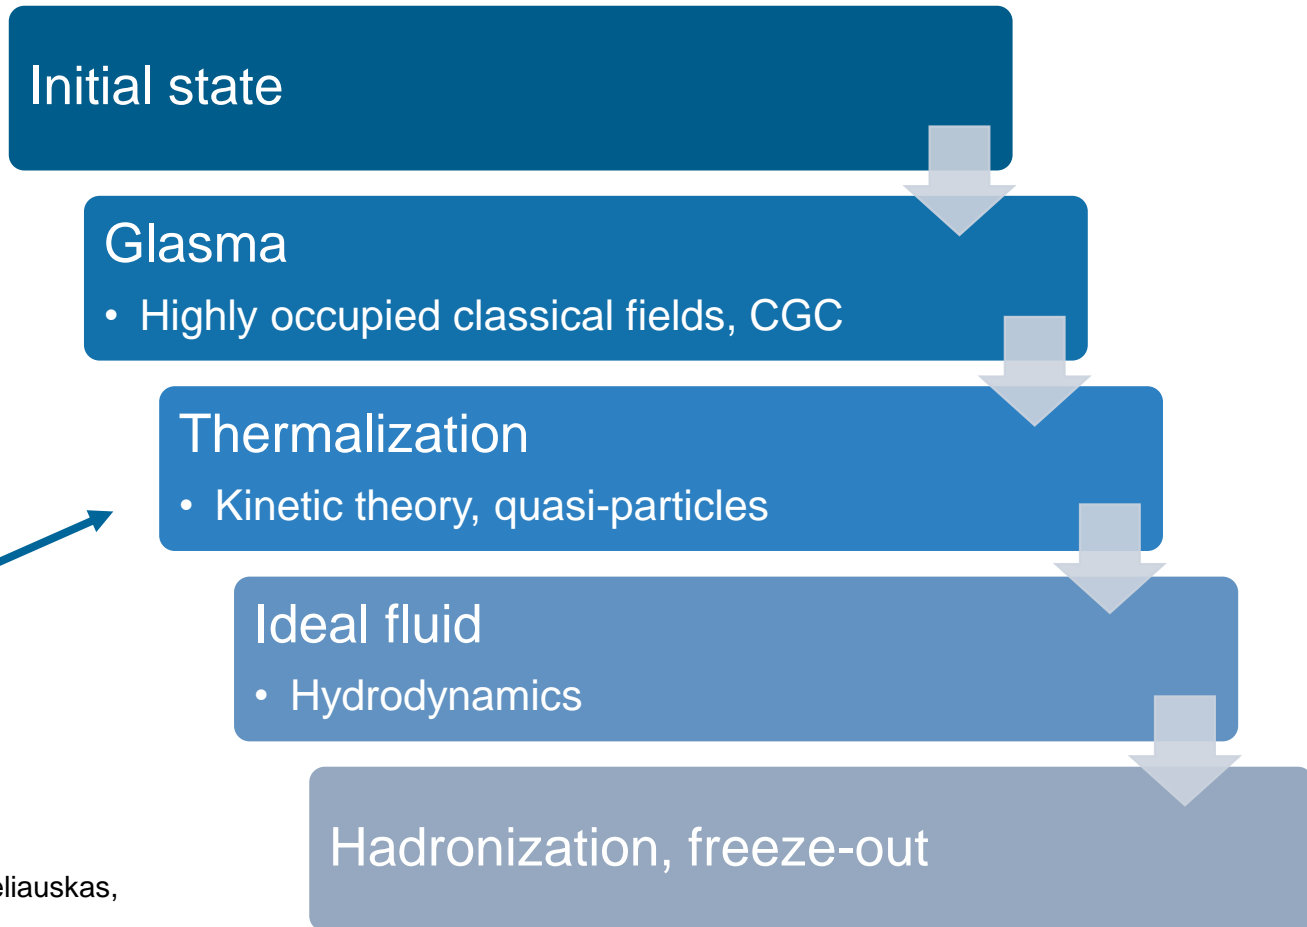 Initial state
Glasma
• Highly occupied classical fields, CGC
Thermalization
• Kinetic theory, quasi-particles
Ideal fluid
• Hydrodynamics
Hadronization, freeze-out
eliauskas,